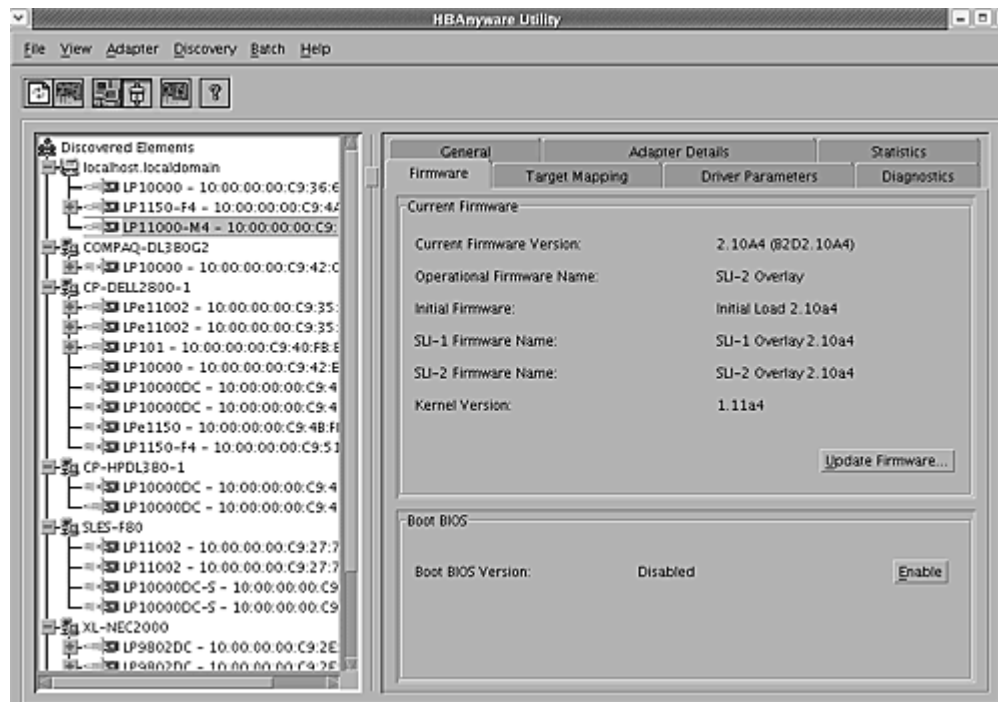 HBAnyware Utility
File View Adapter Discovery Batch Help
?
Discovered Elements
localhost.localdomain
LP10000 - 10:00:00:00:C9:36:6
LP1150-F4 - 10:00:00:00:C9:4A
LP11000-M4 - 10:00:00:00:C9:
COMPAQ-DL380G2
LP10000 - 10:00:00:00:C9:42:C
CP-DELL2800-1
LPe11002 - 10:00:00:00:C9:35:
LPe11002 - 10:00:00:00:C9:35:
LP101 - 10:00:00:00:C9:40:FB:E
LP10000 - 10:00:00:00:C9:42:E
LP10000DC - 10:00:00:00:C9:4
LP10000DC - 10:00:00:00:C9:4
LPe1150 - 10:00:00:00:C9:4B:F
LP1150-F4 - 10:00:00:00:C9:51
CP-HPDL380-1
LP10000DC - 10:00:00:00:C9:4
LP10000DC - 10:00:00:00:C9:4
SLES-F80
LP11002 - 10:00:00:00:C9:27:7
LP11002 - 10:00:00:00:C9:27:7
LP10000DC-S - 10:00:00:00:C9
LP10000DC-S - 10:00:00:00:C9
XL-NEC2000
LP9802DC - 10:00:00:00:C9:2E:
LP9802DC - 10:00:00:00:C9:2E
General Adapter Details Statistics
Firmware Target Mapping Driver Parameters Diagnostics
Current Firmware
Current Firmware Version: 2.10A4 (B2D2.10A4)
Operational Firmware Name: SLI-2 Overlay
Initial Firmware: Initial Load 2.10a4
SLI-1 Firmware Name: SLI-1 Overlay 2.10a4
SLI-2 Firmware Name: SLI-2 Overlay 2.10a4
Kernel Version: 1.11a4
Update Firmware...
Boot BIOS
Boot BIOS Version: Disabled Enable